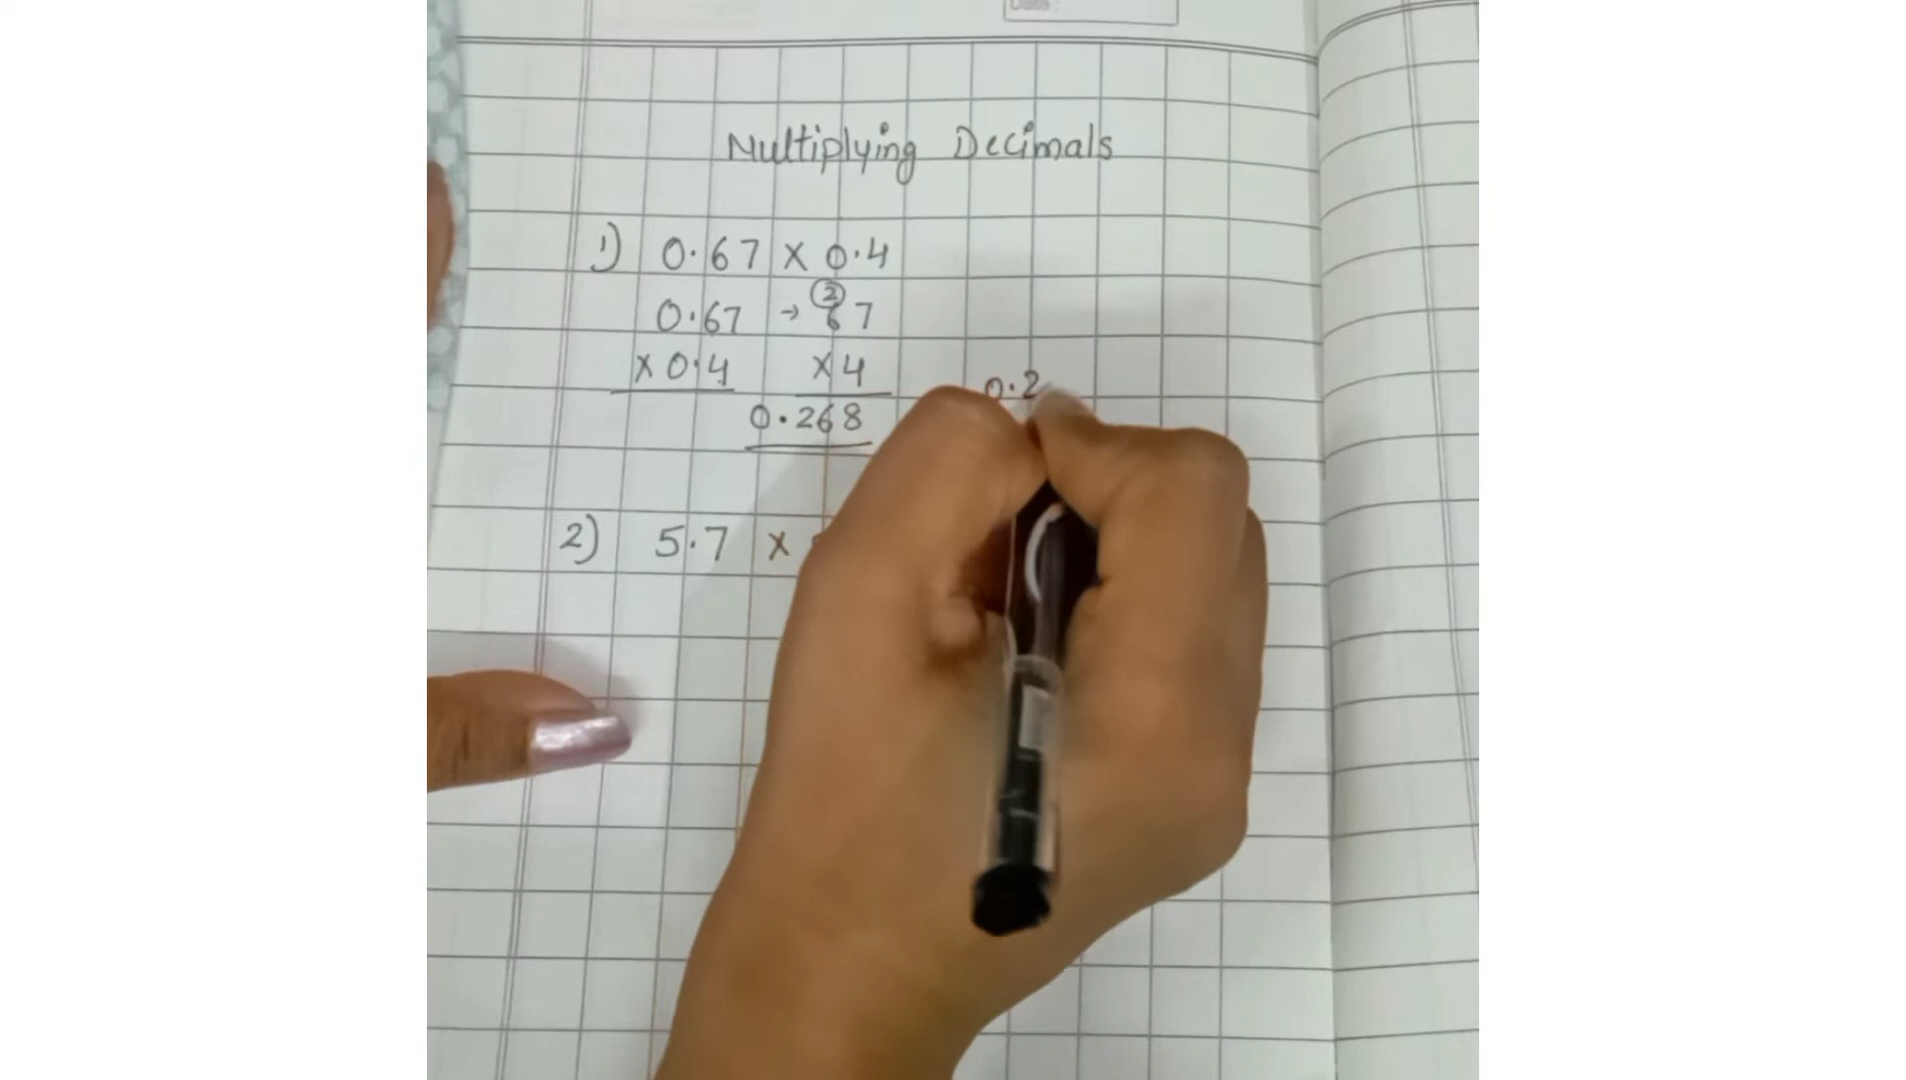 Date :
Multiplying Decimals
1) 0.67 x 0.4
0.67 → ② 67
x 0.4 x 4
0.2
0.268
2) 5.7 x